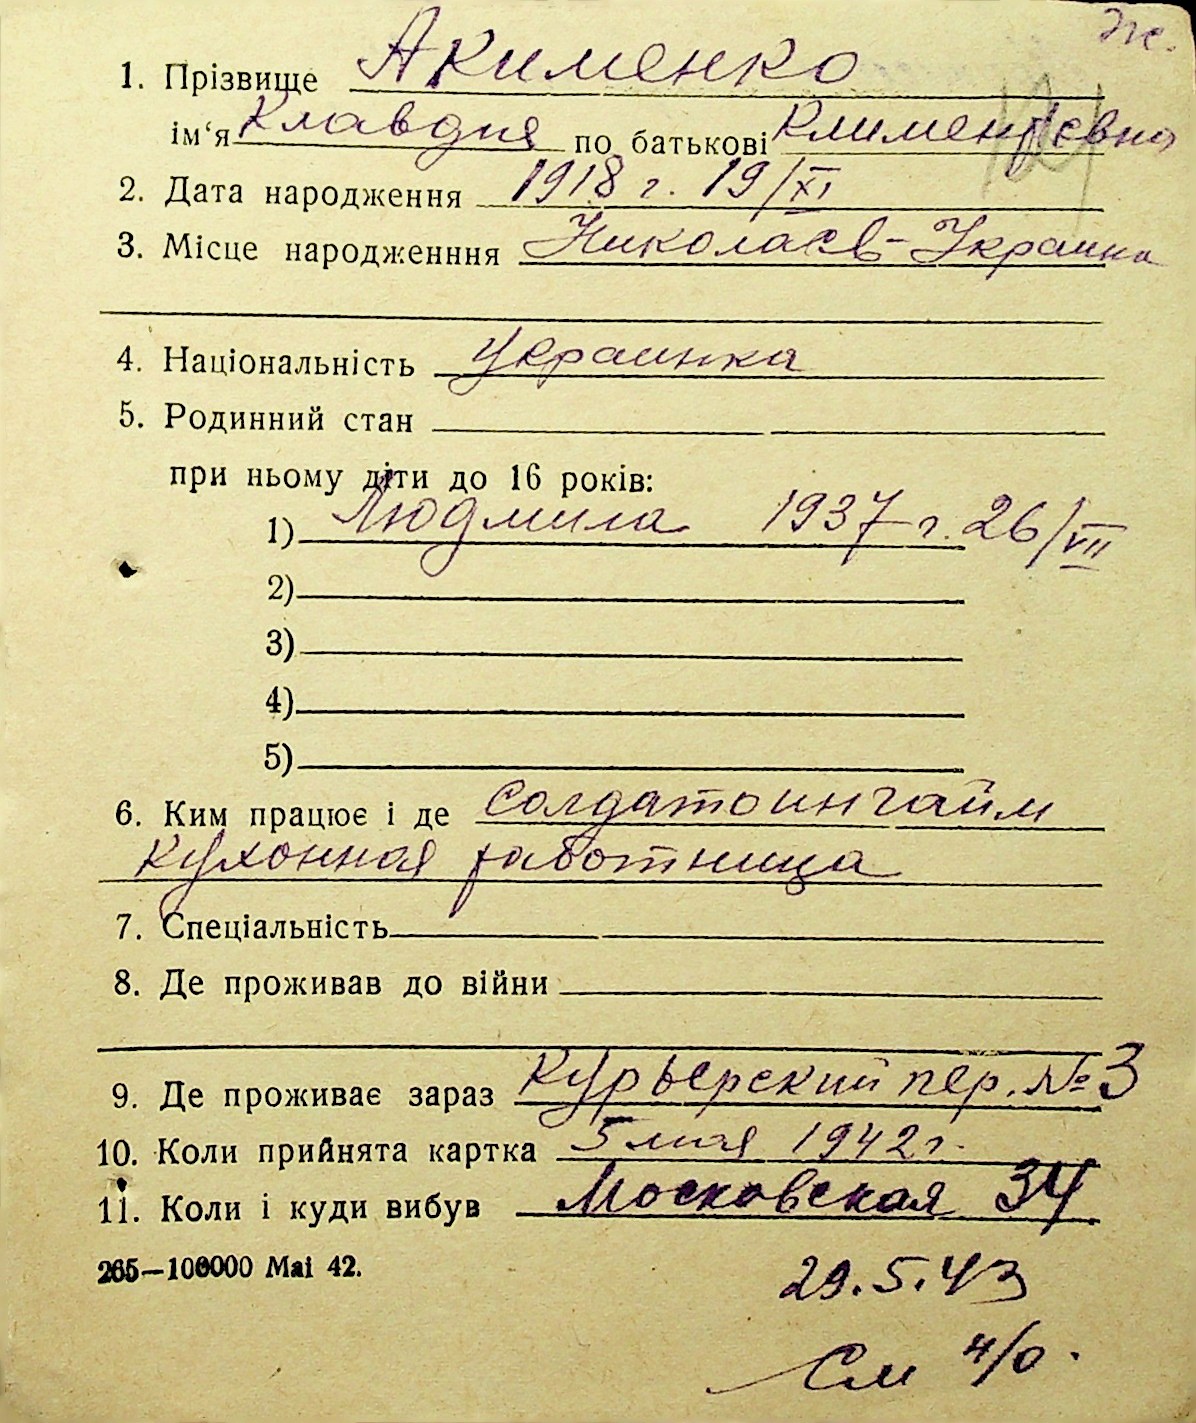 Ж.
1. Прізвище Акименко
ім‘я Клавдия по батькові Климентьевна
2. Дата народження 1918 г. 19/XI
3. Місце народженння Николаев-Украина
4. Національність Украинка
5. Родинний стан
при ньому діти до 16 років:
1) Людмила 1937 г. 26/VII
2)
3)
4)
5)
6. Ким працює і де солдатоингайм
кухонная работница
7. Спеціальність
8. Де проживав до війни
9. Де проживає зараз Курьерский пер. № 3
10. Коли прийнята картка 5 мая 1942 г.
11. Коли і куди вибув Московская 34
265—100000 Mai 42.
29.5.43
См н/о.